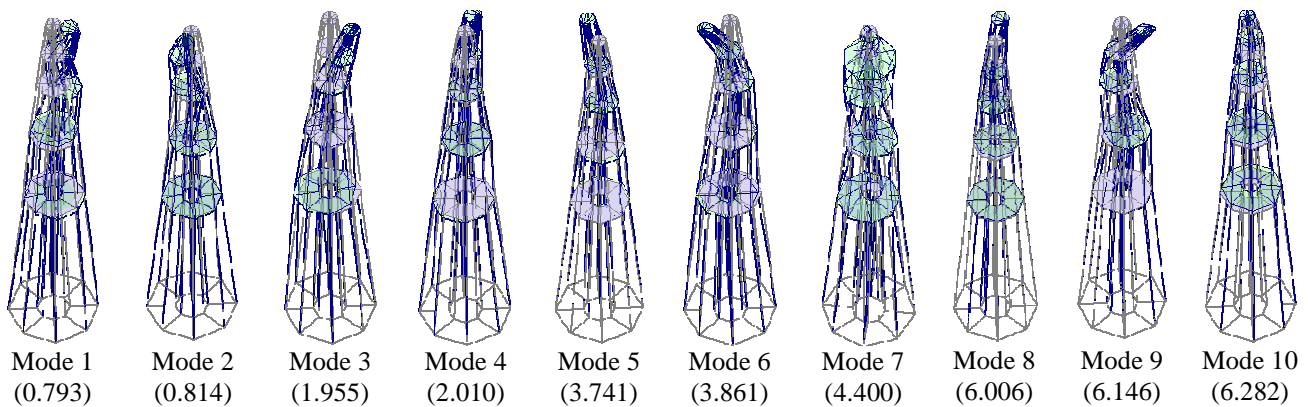 Mode 1 Mode 2 Mode 3 Mode 4 Mode 5 Mode 6 Mode 7 Mode 8 Mode 9 Mode 10
(0.793) (0.814) (1.955) (2.010) (3.741) (3.861) (4.400) (6.006) (6.146) (6.282)